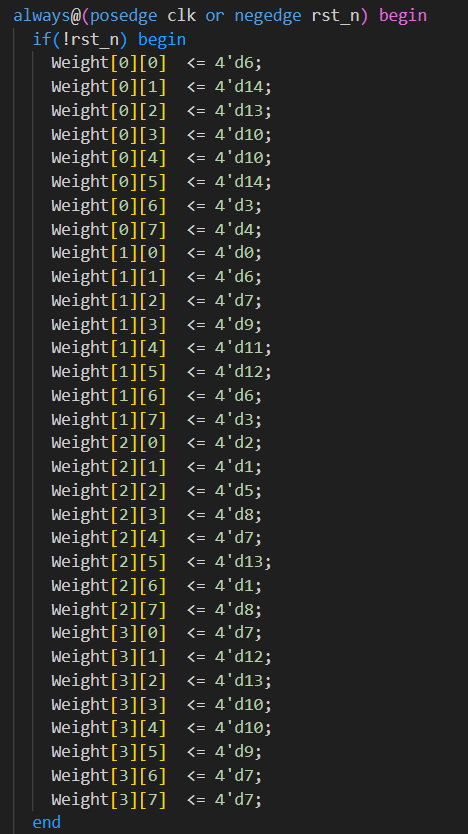 always@(posedge clk or negedge rst_n) begin
if(!rst_n) begin
Weight[0][0] <= 4'd6;
Weight[0][1] <= 4'd14;
Weight[0][2] <= 4'd13;
Weight[0][3] <= 4'd10;
Weight[0][4] <= 4'd10;
Weight[0][5] <= 4'd14;
Weight[0][6] <= 4'd3;
Weight[0][7] <= 4'd4;
Weight[1][0] <= 4'd0;
Weight[1][1] <= 4'd6;
Weight[1][2] <= 4'd7;
Weight[1][3] <= 4'd9;
Weight[1][4] <= 4'd11;
Weight[1][5] <= 4'd12;
Weight[1][6] <= 4'd6;
Weight[1][7] <= 4'd3;
Weight[2][0] <= 4'd2;
Weight[2][1] <= 4'd1;
Weight[2][2] <= 4'd5;
Weight[2][3] <= 4'd8;
Weight[2][4] <= 4'd7;
Weight[2][5] <= 4'd13;
Weight[2][6] <= 4'd1;
Weight[2][7] <= 4'd8;
Weight[3][0] <= 4'd7;
Weight[3][1] <= 4'd12;
Weight[3][2] <= 4'd13;
Weight[3][3] <= 4'd10;
Weight[3][4] <= 4'd10;
Weight[3][5] <= 4'd9;
Weight[3][6] <= 4'd7;
Weight[3][7] <= 4'd7;
end